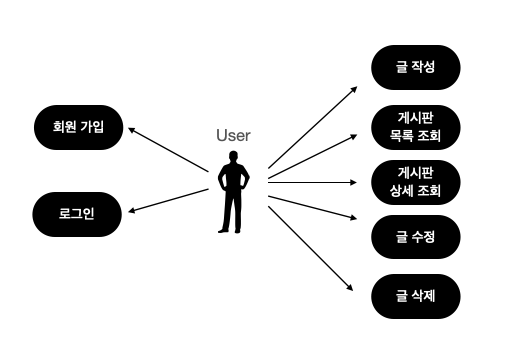 글 작성
게시판
목록 조회
회원 가입
User
게시판
상세 조회
로그인
글 수정
글 삭제